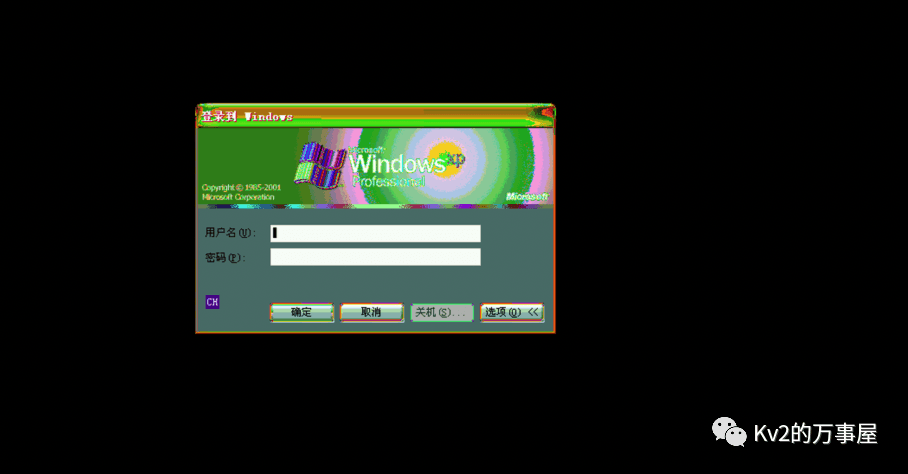 登录到 Windows
Microsoft
Windows xp
Professional
Copyright © 1985-2001
Microsoft Corporation
Microsoft
用户名(U):
密码(P):
CH
确定
取消
关机(S)...
选项(O) <<
Kv2的万事屋